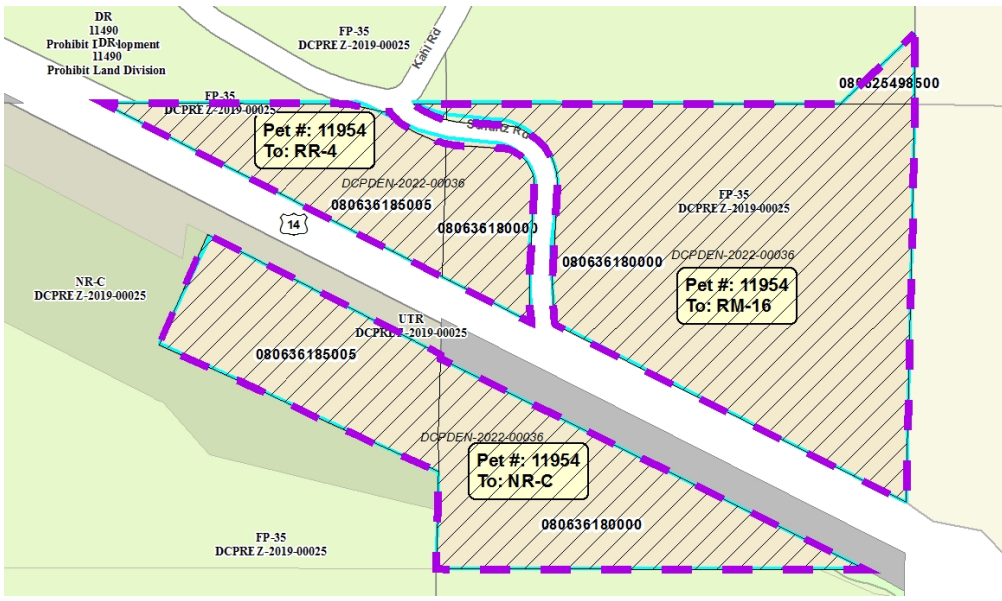 DR
11490
Prohibit Development
DR
11490
Prohibit Land Division
FP-35
DCPREZ-2019-00025
Kahl Rd
080625498500
FP-35
DCPREZ-2019-00025
Pet #: 11954
To: RR-4
Rd
DCPDEN-2022-00036
080636185005
FP-35
DCPREZ-2019-00025
14
080636180000
DCPDEN-2022-00036
080636180000
NR-C
DCPREZ-2019-00025
Pet #: 11954
To: RM-16
UTR
DCPREZ-2019-00025
080636185005
DCPDEN-2022-00036
Pet #: 11954
To: NR-C
080636180000
FP-35
DCPREZ-2019-00025